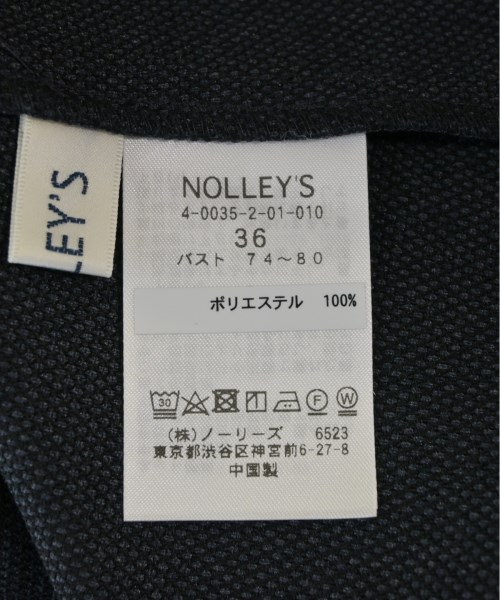 LEY'S
NOLLEY'S
4-0035-2-01-010
36
バスト 74～80
ポリエステル 100%
30 F W
(株)ノーリーズ 6523
東京都渋谷区神宮前6-27-8
中国製